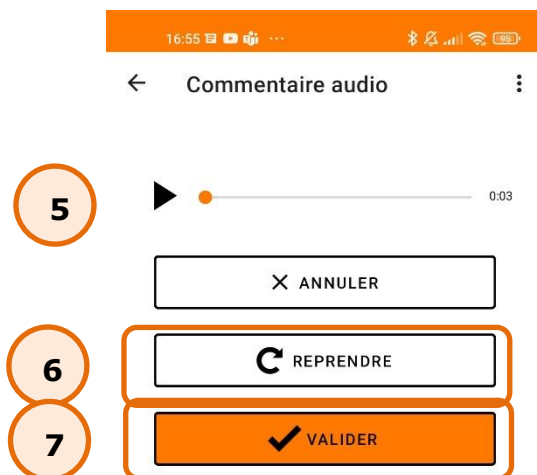 16:55 ... 95
Commentaire audio
5
0:03
ANNULER
6
REPRENDRE
7
VALIDER